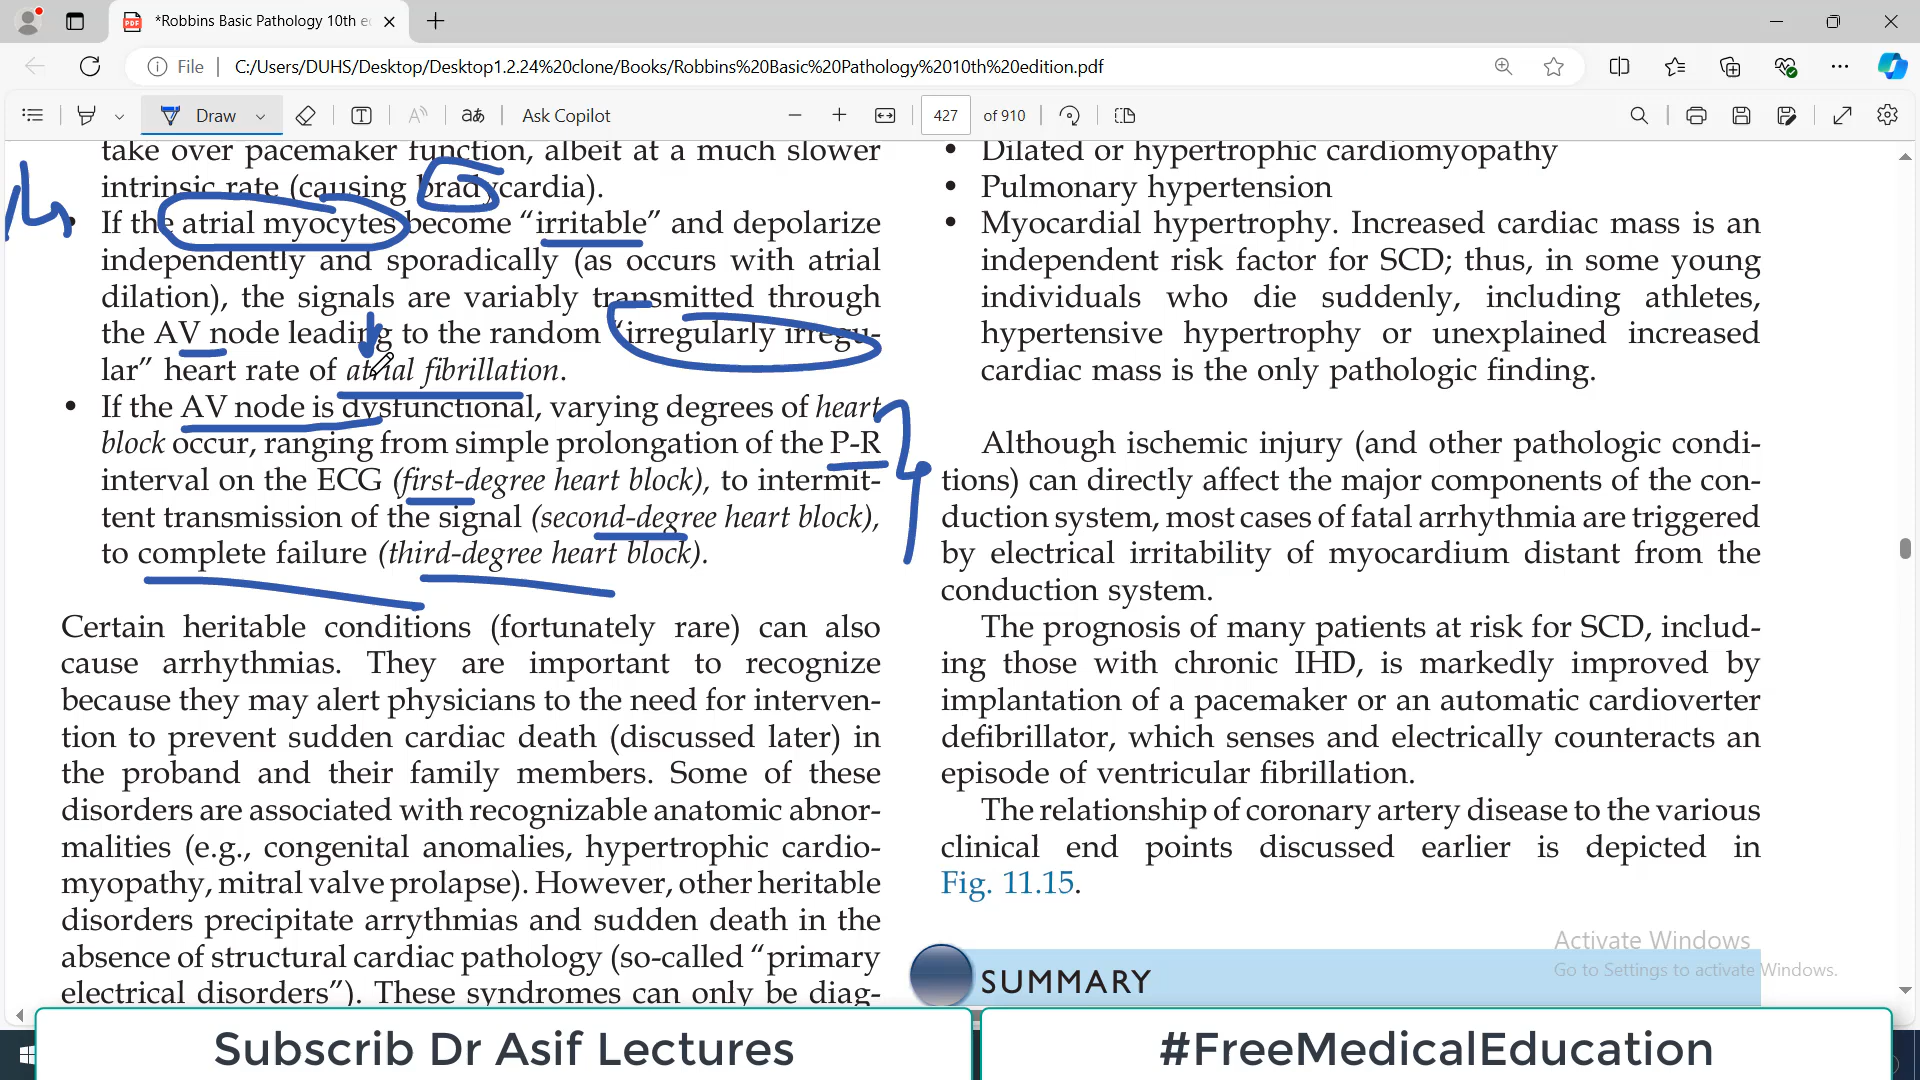 *Robbins Basic Pathology 10th e
File
C:/Users/DUHS/Desktop/Desktop1.2.24%20clone/Books/Robbins%20Basic%20Pathology%2010th%20edition.pdf
Draw
Ask Copilot
427 of 910
take over pacemaker function, albeit at a much slower
intrinsic rate (causing bradycardia).
• If the atrial myocytes become “irritable” and depolarize
independently and sporadically (as occurs with atrial
dilation), the signals are variably transmitted through
the AV node leading to the random “irregularly irregu-
lar” heart rate of atrial fibrillation.
• If the AV node is dysfunctional, varying degrees of heart
block occur, ranging from simple prolongation of the P-R
interval on the ECG (first-degree heart block), to intermit-
tent transmission of the signal (second-degree heart block),
to complete failure (third-degree heart block).
Certain heritable conditions (fortunately rare) can also
cause arrhythmias. They are important to recognize
because they may alert physicians to the need for interven-
tion to prevent sudden cardiac death (discussed later) in
the proband and their family members. Some of these
disorders are associated with recognizable anatomic abnor-
malities (e.g., congenital anomalies, hypertrophic cardio-
myopathy, mitral valve prolapse). However, other heritable
disorders precipitate arrythmias and sudden death in the
absence of structural cardiac pathology (so-called “primary
electrical disorders”). These syndromes can only be diag-
• Dilated or hypertrophic cardiomyopathy
• Pulmonary hypertension
• Myocardial hypertrophy. Increased cardiac mass is an
independent risk factor for SCD; thus, in some young
individuals who die suddenly, including athletes,
hypertensive hypertrophy or unexplained increased
cardiac mass is the only pathologic finding.
Although ischemic injury (and other pathologic condi-
tions) can directly affect the major components of the con-
duction system, most cases of fatal arrhythmia are triggered
by electrical irritability of myocardium distant from the
conduction system.
The prognosis of many patients at risk for SCD, includ-
ing those with chronic IHD, is markedly improved by
implantation of a pacemaker or an automatic cardioverter
defibrillator, which senses and electrically counteracts an
episode of ventricular fibrillation.
The relationship of coronary artery disease to the various
clinical end points discussed earlier is depicted in
Fig. 11.15.
SUMMARY
Activate Windows
Go to Settings to activate Windows.
Subscrib Dr Asif Lectures
#FreeMedicalEducation